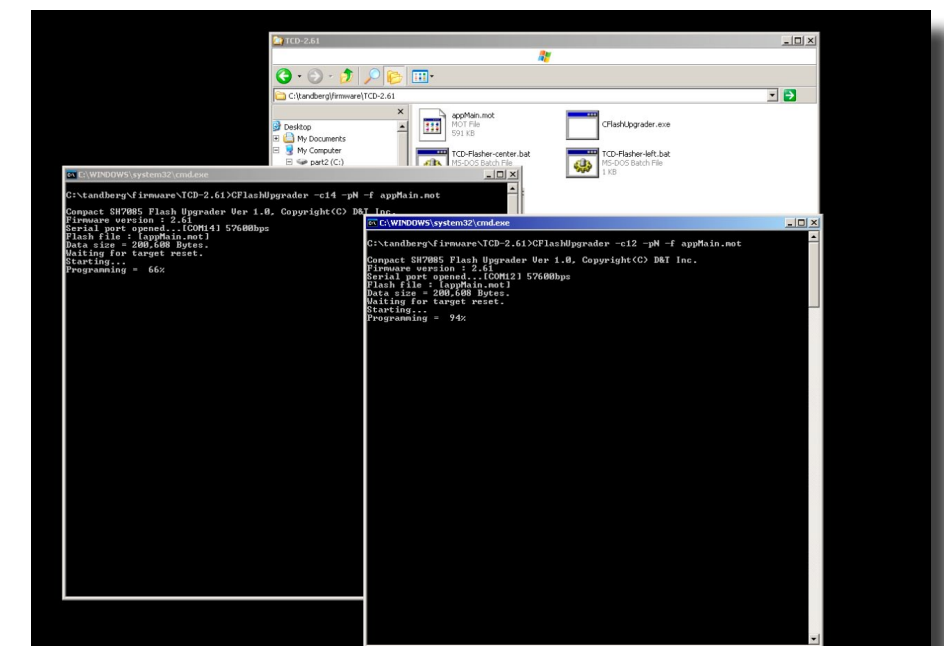 TCD-2.61
C:\tandberg\firmware\TCD-2.61
Desktop
My Documents
My Computer
part2 (C:)
appMain.mot
MOT File
591 KB
CFlashUpgrader.exe
TCD-Flasher-center.bat
MS-DOS Batch File
TCD-Flasher-left.bat
MS-DOS Batch File
1 KB
C:\WINDOWS\system32\cmd.exe
C:\tandberg\firmware\TCD-2.61>CFlashUpgrader -c14 -pN -f appMain.mot
Compact SH7085 Flash Upgrader Ver 1.0, Copyright(C) D&T Inc.
Firmware version : 2.61
Serial port opened...[COM14] 57600bps
Flash file : [appMain.mot]
Data size = 200,608 Bytes.
Waiting for target reset.
Starting...
Programming =  66%
C:\WINDOWS\system32\cmd.exe
C:\tandberg\firmware\TCD-2.61>CFlashUpgrader -c12 -pN -f appMain.mot
Compact SH7085 Flash Upgrader Ver 1.0, Copyright(C) D&T Inc.
Firmware version : 2.61
Serial port opened...[COM12] 57600bps
Flash file : [appMain.mot]
Data size = 200,608 Bytes.
Waiting for target reset.
Starting...
Programming =  94%